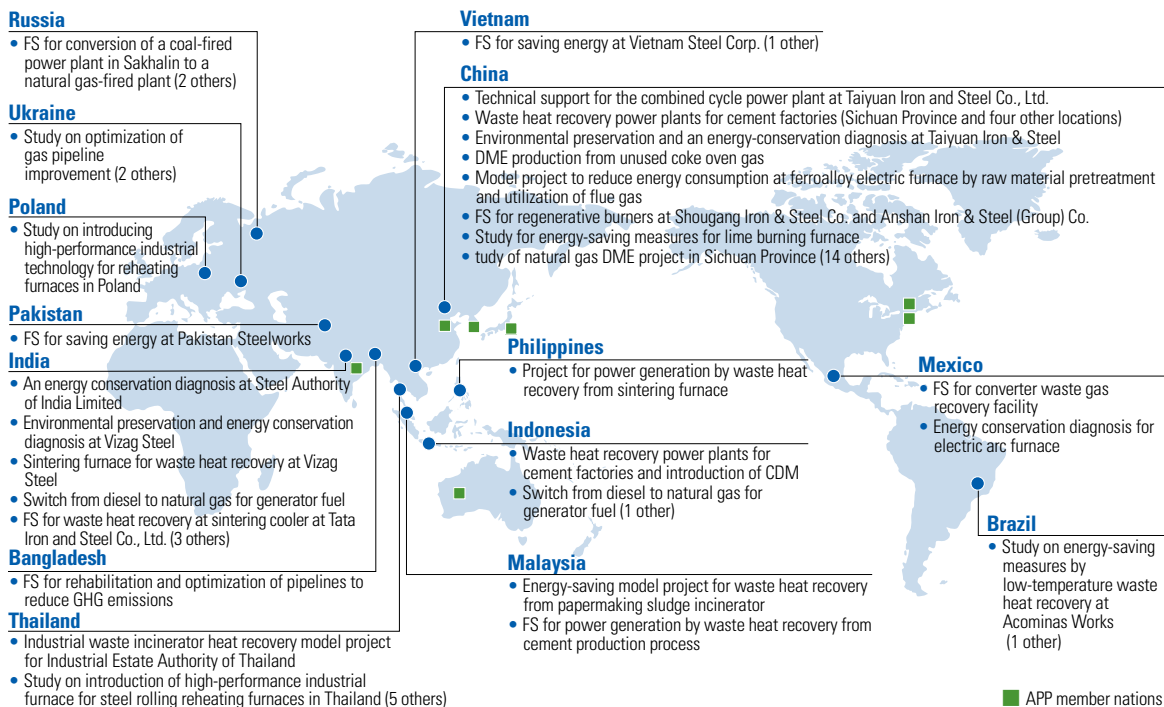 Russia
• FS for conversion of a coal-fired
power plant in Sakhalin to a
natural gas-fired plant (2 others)
Ukraine
• Study on optimization of
gas pipeline
improvement (2 others)
Poland
• Study on introducing
high-performance industrial
technology for reheating
furnaces in Poland
Pakistan
• FS for saving energy at Pakistan Steelworks
India
• An energy conservation diagnosis at Steel Authority
of India Limited
• Environmental preservation and energy conservation
diagnosis at Vizag Steel
• Sintering furnace for waste heat recovery at Vizag
Steel
• Switch from diesel to natural gas for generator fuel
• FS for waste heat recovery at sintering cooler at Tata
Iron and Steel Co., Ltd. (3 others)
Bangladesh
• FS for rehabilitation and optimization of pipelines to
reduce GHG emissions
Thailand
• Industrial waste incinerator heat recovery model project
for Industrial Estate Authority of Thailand
• Study on introduction of high-performance industrial
furnace for steel rolling reheating furnaces in Thailand (5 others)
Vietnam
• FS for saving energy at Vietnam Steel Corp. (1 other)
China
• Technical support for the combined cycle power plant at Taiyuan Iron and Steel Co., Ltd.
• Waste heat recovery power plants for cement factories (Sichuan Province and four other locations)
• Environmental preservation and an energy-conservation diagnosis at Taiyuan Iron & Steel
• DME production from unused coke oven gas
• Model project to reduce energy consumption at ferroalloy electric furnace by raw material pretreatment
and utilization of flue gas
• FS for regenerative burners at Shougang Iron & Steel Co. and Anshan Iron & Steel (Group) Co.
• Study for energy-saving measures for lime burning furnace
• tudy of natural gas DME project in Sichuan Province (14 others)
Philippines
• Project for power generation by waste heat
recovery from sintering furnace
Indonesia
• Waste heat recovery power plants for
cement factories and introduction of CDM
• Switch from diesel to natural gas for
generator fuel (1 other)
Malaysia
• Energy-saving model project for waste heat recovery
from papermaking sludge incinerator
• FS for power generation by waste heat recovery from
cement production process
Mexico
• FS for converter waste gas
recovery facility
• Energy conservation diagnosis for
electric arc furnace
Brazil
• Study on energy-saving
measures by
low-temperature waste
heat recovery at
Acominas Works
(1 other)
APP member nations